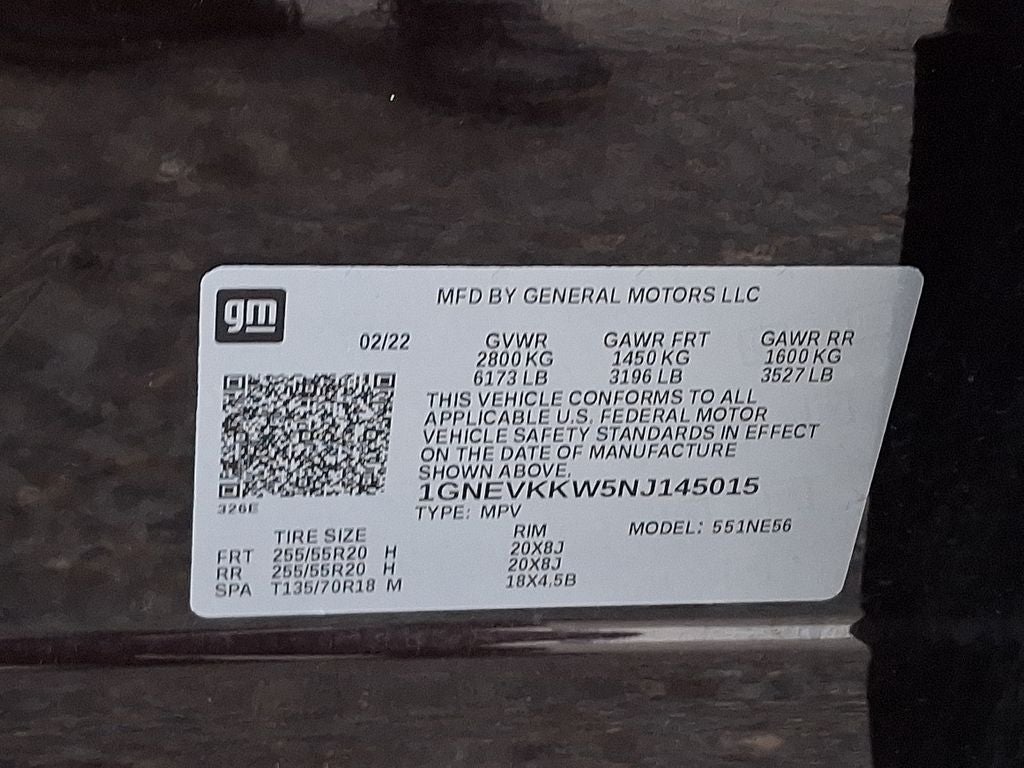 gm
MFD BY GENERAL MOTORS LLC
02/22 GVWR GAWR FRT GAWR RR
2800 KG 1450 KG 1600 KG
6173 LB 3196 LB 3527 LB
THIS VEHICLE CONFORMS TO ALL
APPLICABLE U.S. FEDERAL MOTOR
VEHICLE SAFETY STANDARDS IN EFFECT
ON THE DATE OF MANUFACTURE
SHOWN ABOVE.
1GNEVKKW5NJ145015
326E
TYPE: MPV
TIRE SIZE RIM MODEL: 551NE56
FRT 255/55R20 H 20X8J
RR 255/55R20 H 20X8J
SPA T135/70R18 M 18X4.5B